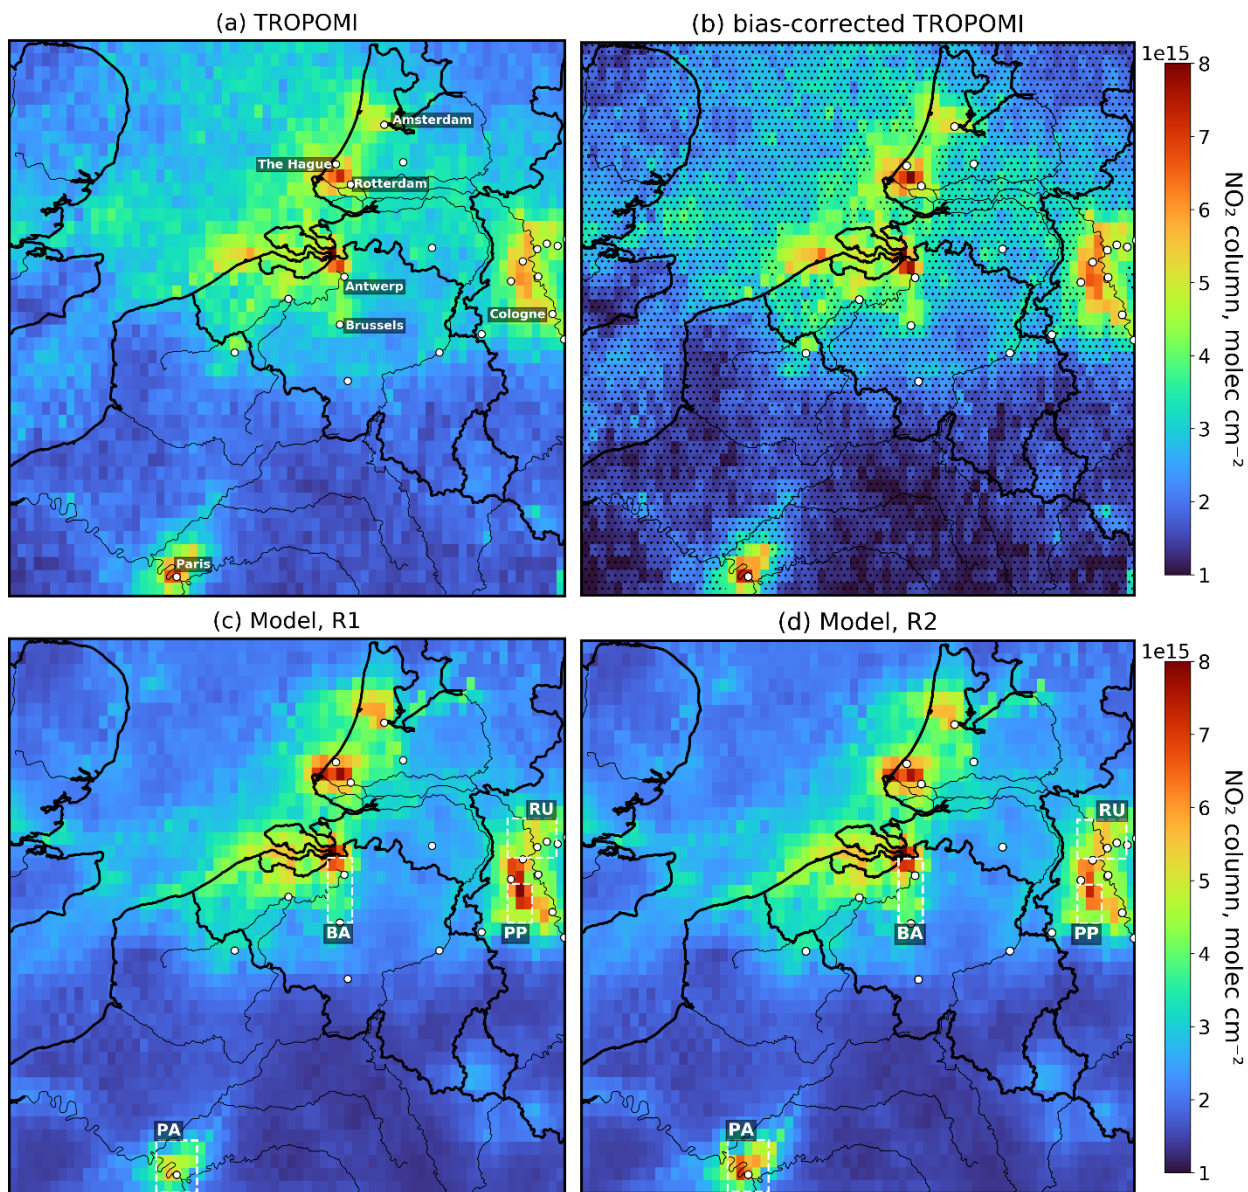 (a) TROPOMI
(b) bias-corrected TROPOMI
1e15
Amsterdam
The Hague
Rotterdam
Antwerp
Brussels
Cologne
Paris
8
7
6
5
4
3
2
1
NO₂ column, molec cm⁻²
(c) Model, R1
(d) Model, R2
1e15
RU
PP
BA
PA
RU
PP
BA
PA
8
7
6
5
4
3
2
1
NO₂ column, molec cm⁻²